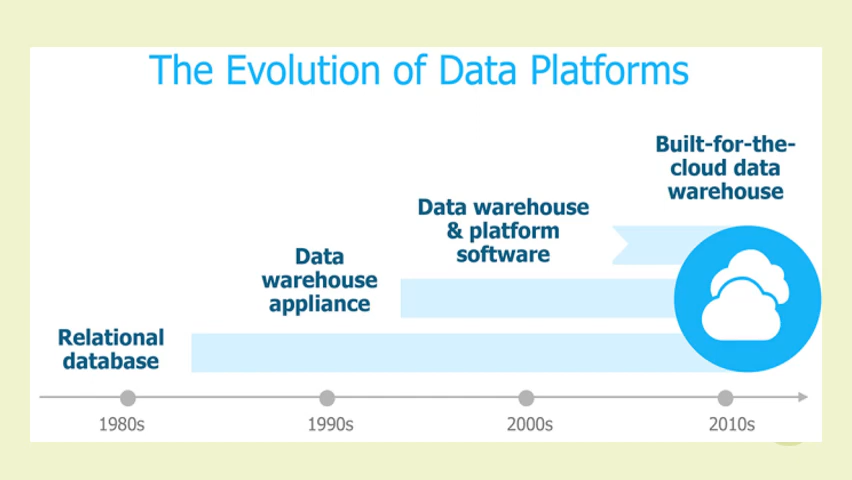 The Evolution of Data Platforms
Built-for-the-
cloud data
warehouse
Data warehouse
& platform
software
Data
warehouse
appliance
Relational
database
1980s
1990s
2000s
2010s